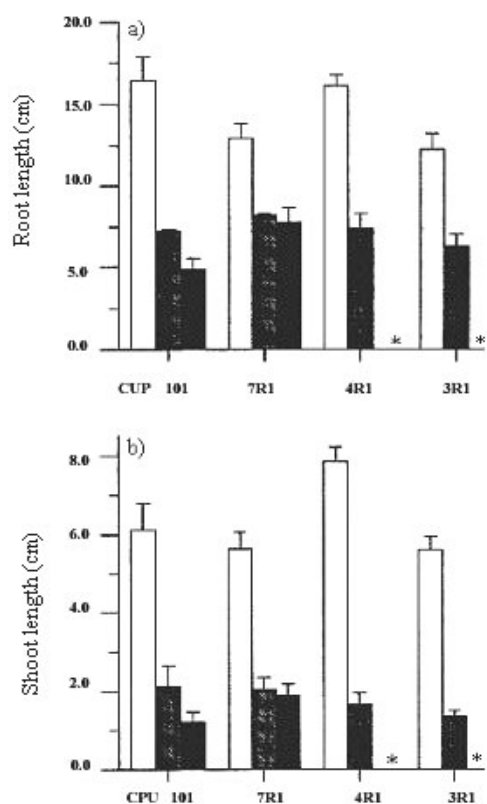 a)
20.0
15.0
10.0
5.0
0.0
Root length (cm)
* *
CUP 101 7R1 4R1 3R1
b)
8.0
6.0
4.0
2.0
0.0
Shoot length (cm)
* *
CPU 101 7R1 4R1 3R1